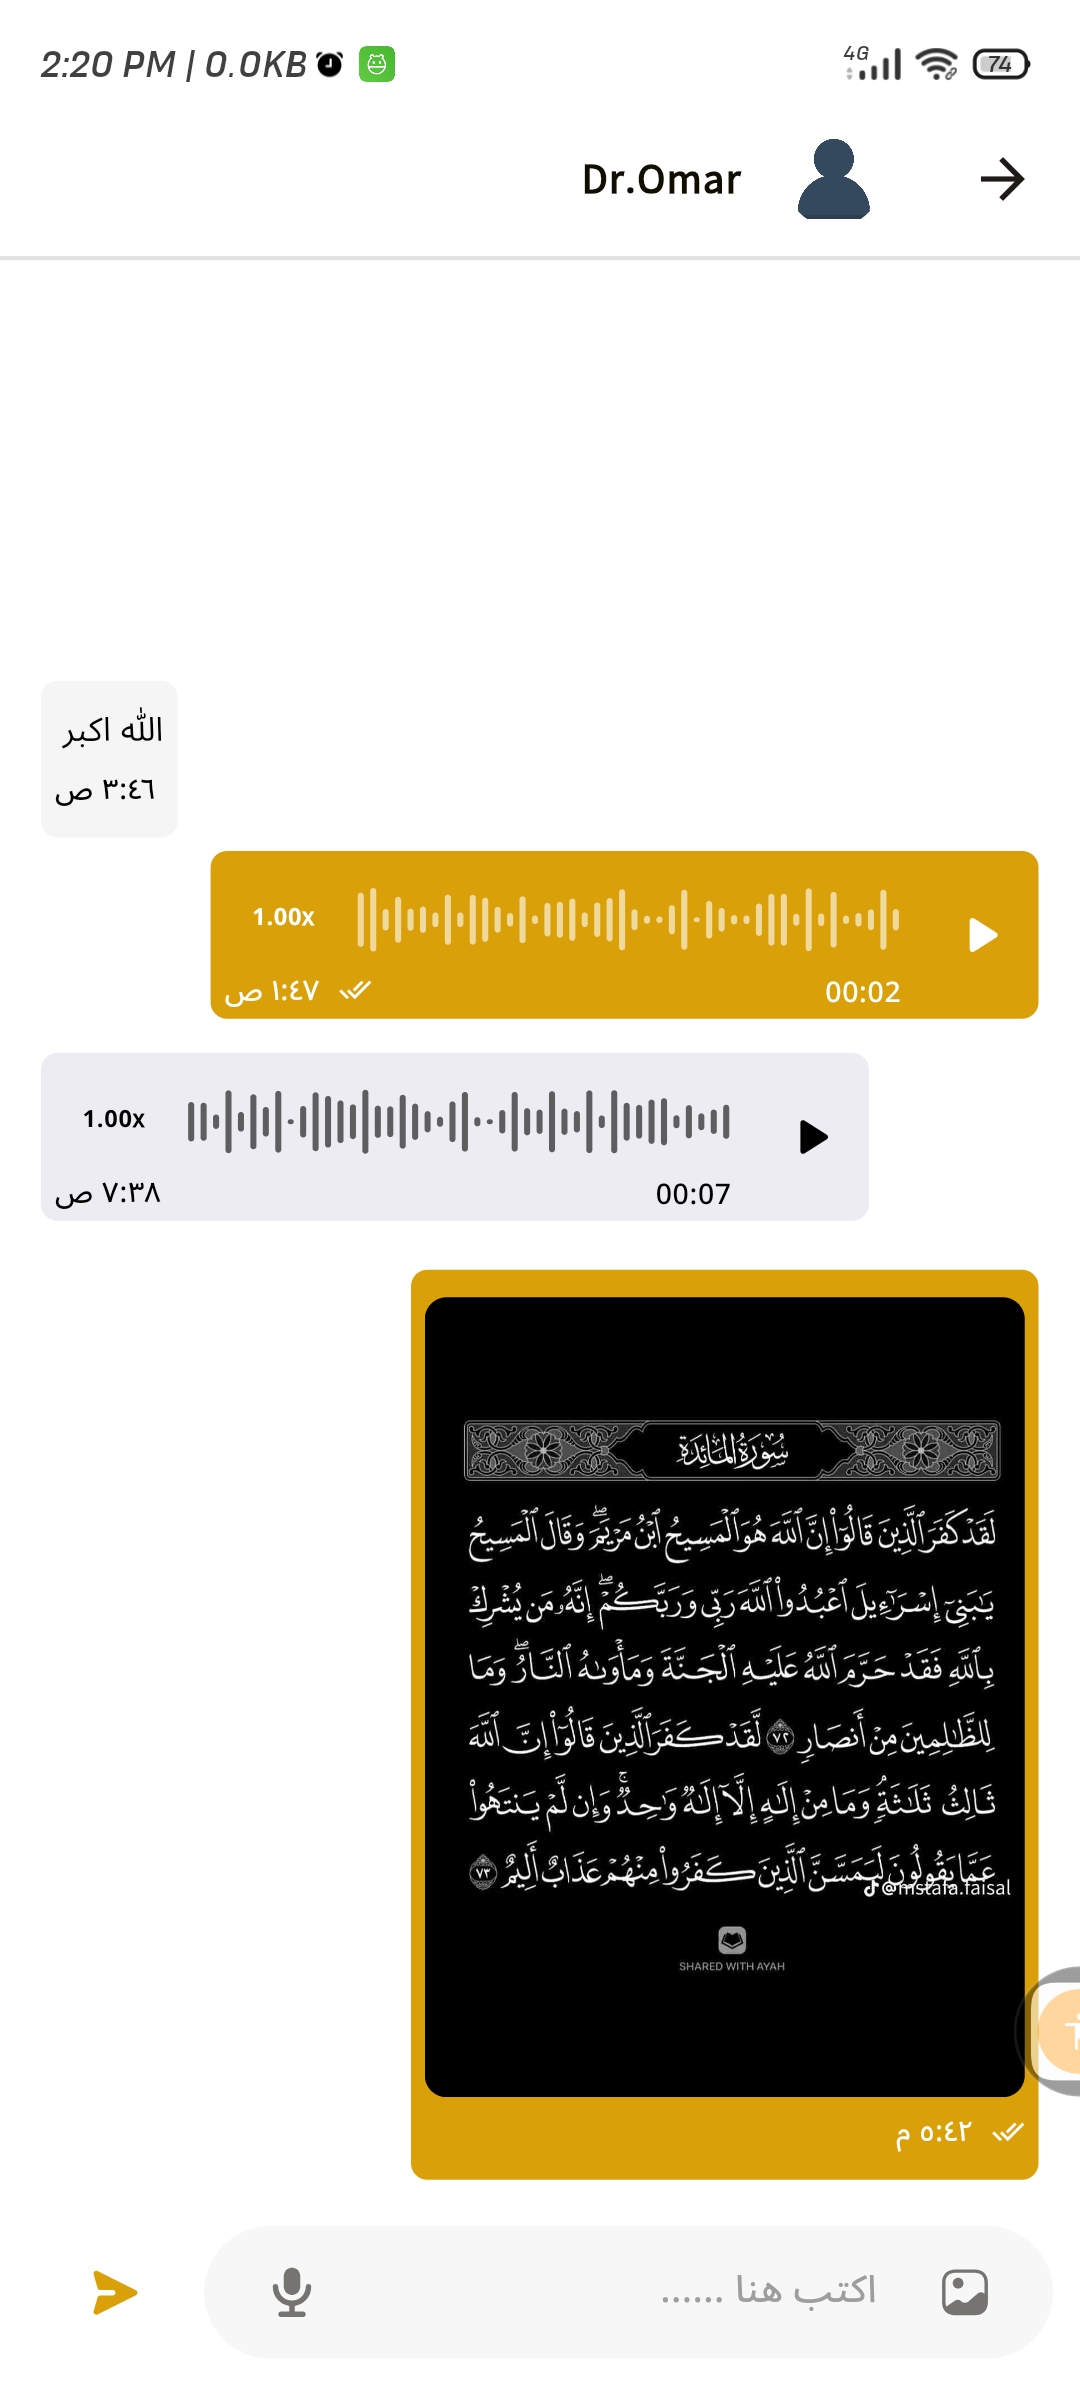 2:20 PM | 0.0KB
4G
74
Dr.Omar
الله اكبر
٣:٤٦ ص
1.00x
١:٤٧ ص
00:02
1.00x
٧:٣٨ ص
00:07
سُورَةُ المَائِدَةِ
لَقَدْ كَفَرَ ٱلَّذِينَ قَالُوٓا۟ إِنَّ ٱللَّهَ هُوَ ٱلْمَسِيحُ ٱبْنُ مَرْيَمَ ۖ وَقَالَ ٱلْمَسِيحُ
يَـٰبَنِىٓ إِسْرَٰٓءِيلَ ٱعْبُدُوا۟ ٱللَّهَ رَبِّى وَرَبَّكُمْ ۖ إِنَّهُۥ مَن يُشْرِكْ
بِٱللَّهِ فَقَدْ حَرَّمَ ٱللَّهُ عَلَيْهِ ٱلْجَنَّةَ وَمَأْوَىٰهُ ٱلنَّارُ ۖ وَمَا
لِلظَّـٰلِمِينَ مِنْ أَنصَارٍ ٧٢ لَّقَدْ كَفَرَ ٱلَّذِينَ قَالُوٓا۟ إِنَّ ٱللَّهَ
ثَالِثُ ثَلَـٰثَةٍ ۘ وَمَا مِنْ إِلَـٰهٍ إِلَّآ إِلَـٰهٌ وَٰحِدٌ ۚ وَإِن لَّمْ يَنتَهُوا۟
عَمَّا يَقُولُونَ لَيَمَسَّنَّ ٱلَّذِينَ كَفَرُوا۟ مِنْهُمْ عَذَابٌ أَلِيمٌ ٧٣
@mstafa.faisal
SHARED WITH AYAH
٥:٤٢ م
اكتب هنا ......